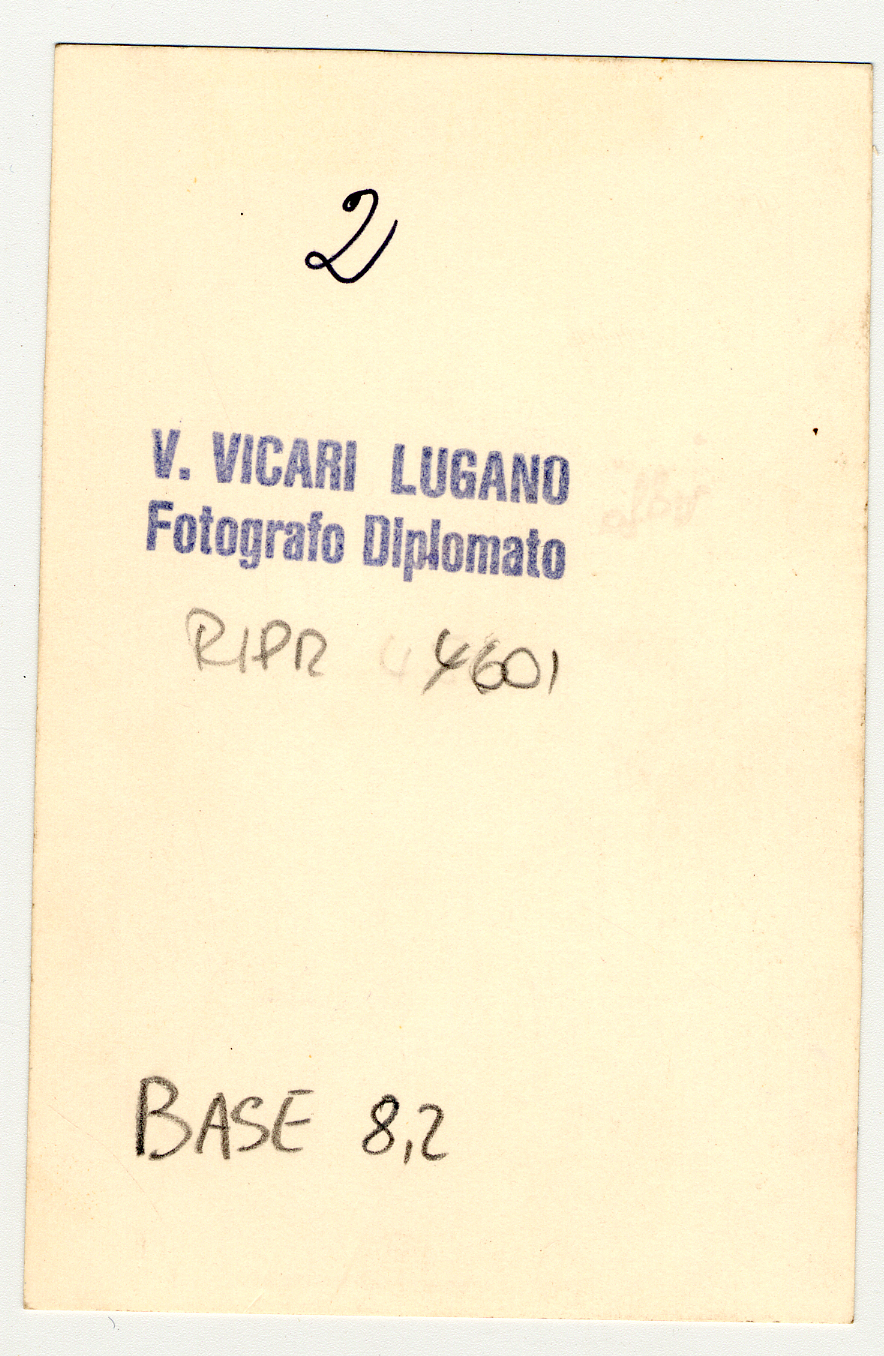 2
V. VICARI LUGANO
Fotografo Diplomato
RIPR 4601
BASE 8,2